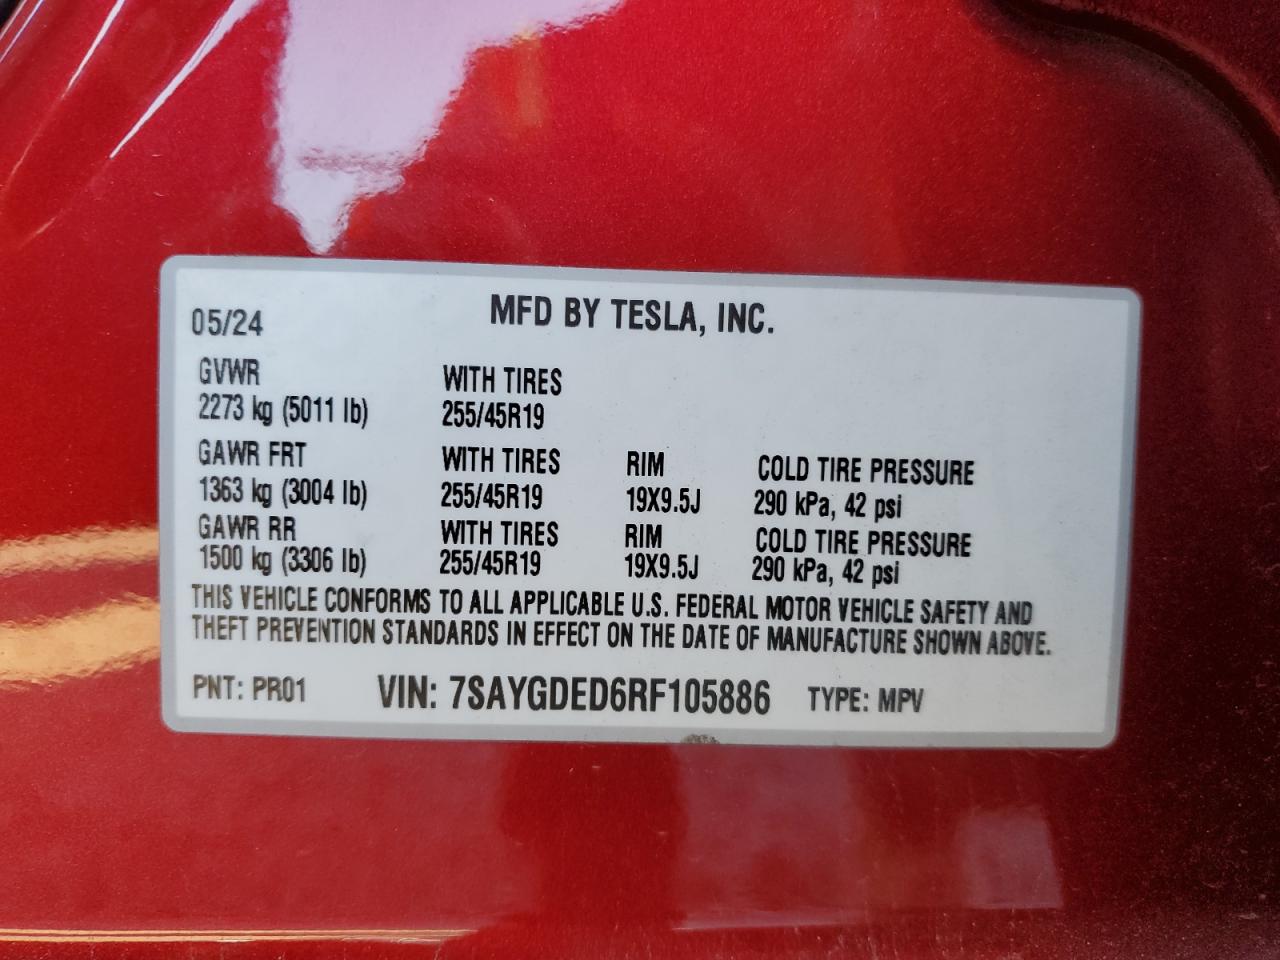 05/24 MFD BY TESLA, INC.
GVWR WITH TIRES
2273 kg (5011 lb) 255/45R19
GAWR FRT WITH TIRES RIM COLD TIRE PRESSURE
1363 kg (3004 lb) 255/45R19 19X9.5J 290 kPa, 42 psi
GAWR RR WITH TIRES RIM COLD TIRE PRESSURE
1500 kg (3306 lb) 255/45R19 19X9.5J 290 kPa, 42 psi
THIS VEHICLE CONFORMS TO ALL APPLICABLE U.S. FEDERAL MOTOR VEHICLE SAFETY AND
THEFT PREVENTION STANDARDS IN EFFECT ON THE DATE OF MANUFACTURE SHOWN ABOVE.
PNT: PR01 VIN: 7SAYGDED6RF105886 TYPE: MPV